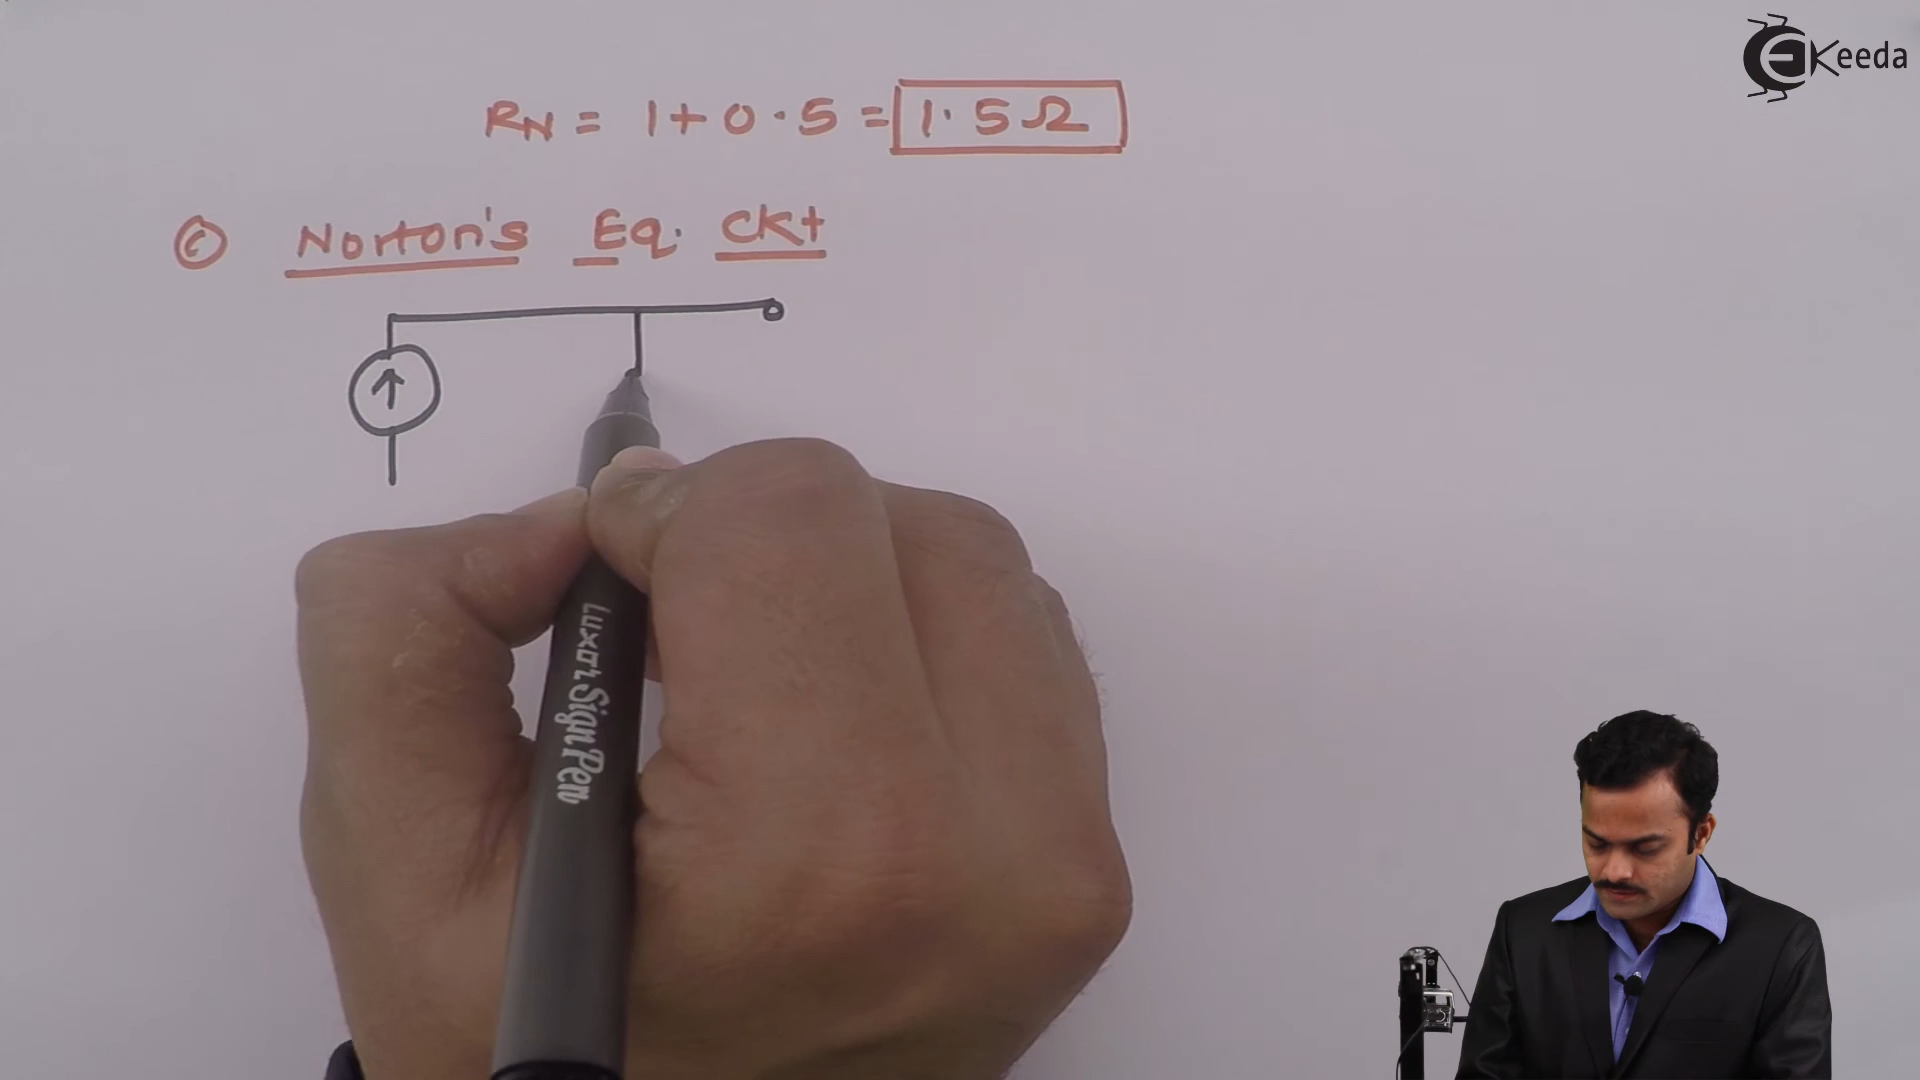 EKeeda
RN = 1+0.5 = 1.5Ω
C Norton's Eq. Ckt
Luxor Sign Pen